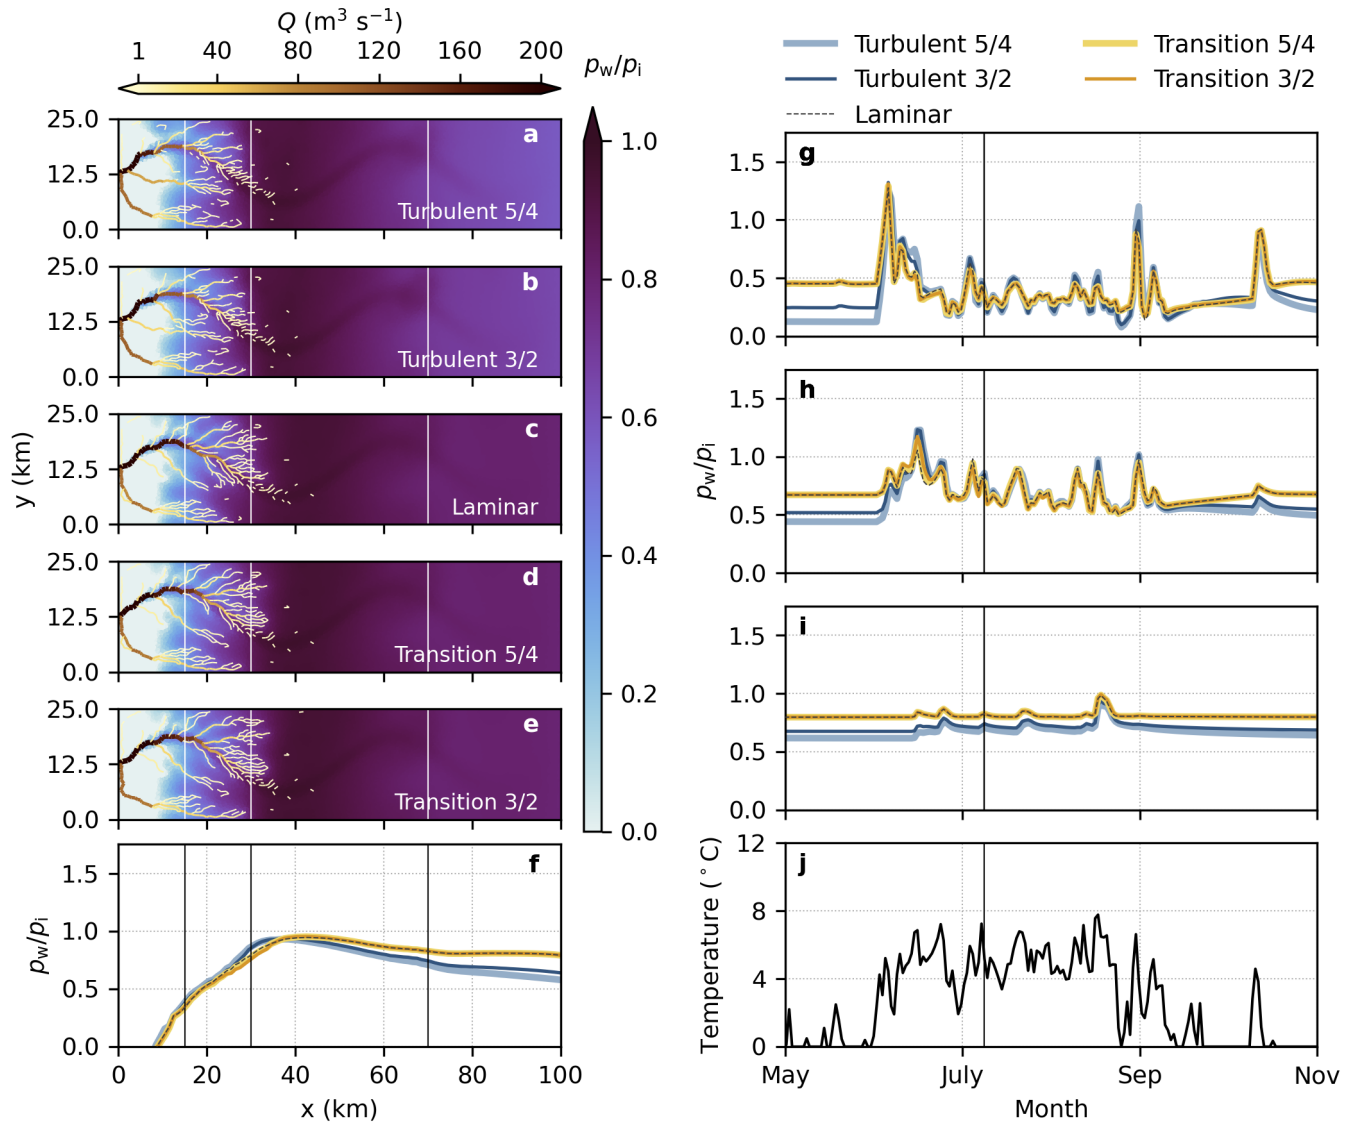 Q (m³ s⁻¹)
1 40 80 120 160 200
p_w/p_i
25.0
12.5
0.0
a
Turbulent 5/4
25.0
12.5
0.0
b
Turbulent 3/2
25.0
12.5
0.0
c
Laminar
25.0
12.5
0.0
d
Transition 5/4
25.0
12.5
0.0
e
Transition 3/2
y (km)
1.0
0.8
0.6
0.4
0.2
0.0
f
p_w/p_i
1.5
1.0
0.5
0.0
0 20 40 60 80 100
x (km)
Turbulent 5/4 Transition 5/4
Turbulent 3/2 Transition 3/2
Laminar
g
1.5
1.0
0.5
0.0
h
p_w/p_i
1.5
1.0
0.5
0.0
i
1.5
1.0
0.5
0.0
j
Temperature (°C)
12
8
4
0
May July Sep Nov
Month